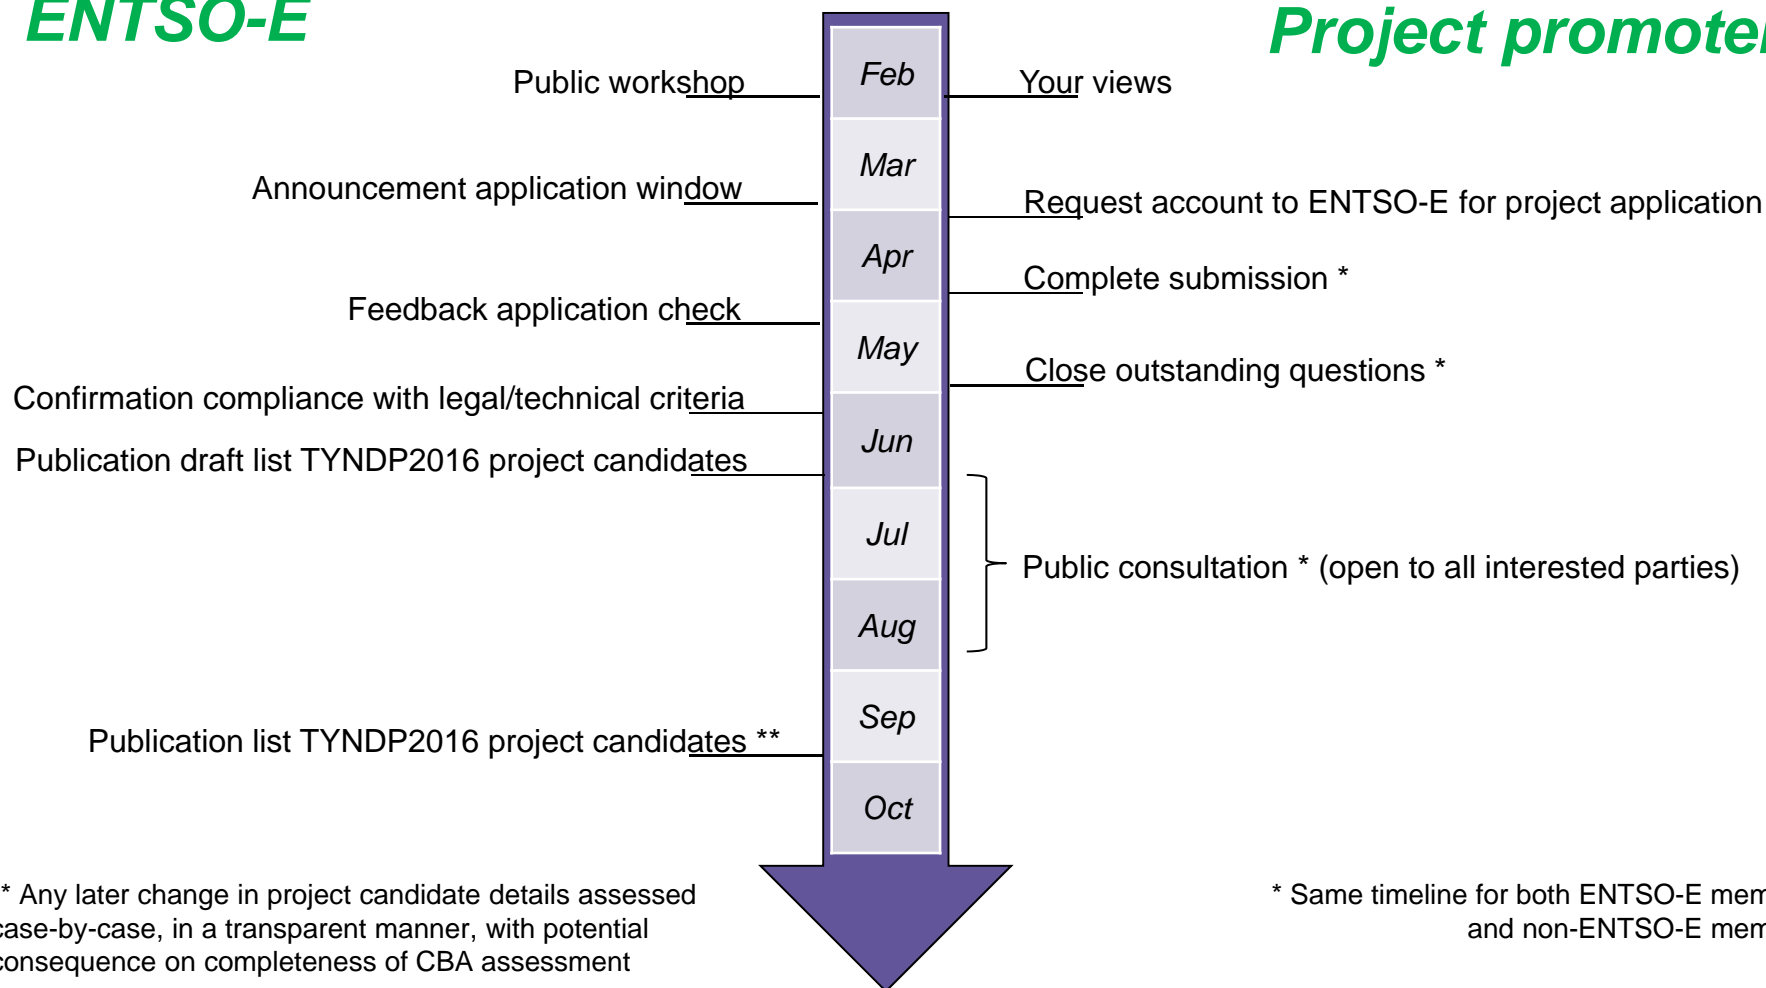 ENTSO-E
Project promoter
Public workshop
Feb
Your views
Announcement application window
Mar
Request account to ENTSO-E for project application
Apr
Complete submission *
Feedback application check
May
Close outstanding questions *
Confirmation compliance with legal/technical criteria
Jun
Publication draft list TYNDP2016 project candidates
Jul
Public consultation * (open to all interested parties)
Aug
Sep
Publication list TYNDP2016 project candidates **
Oct
* Any later change in project candidate details assessed
case-by-case, in a transparent manner, with potential
consequence on completeness of CBA assessment
* Same timeline for both ENTSO-E mem
and non-ENTSO-E mem